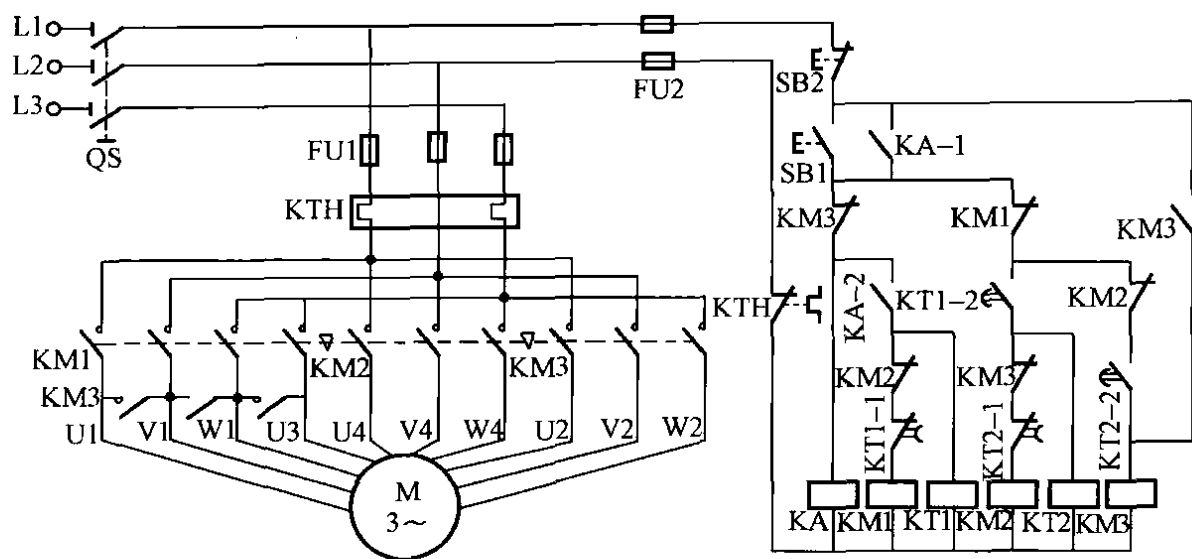 L1
L2
L3
QS
FU2
SB2
FU1
SB1
KA-1
KTH
KM3
KM1
KM3
KTH
KA-2
KT1-2
KM2
KM1
KM2
KM3
KM2
KM3
KT1-1
KT2-1
KT2-2
KM3
U1
V1
W1
U3
U4
V4
W4
U2
V2
W2
M
3~
KA
KM1
KT1
KM2
KT2
KM3